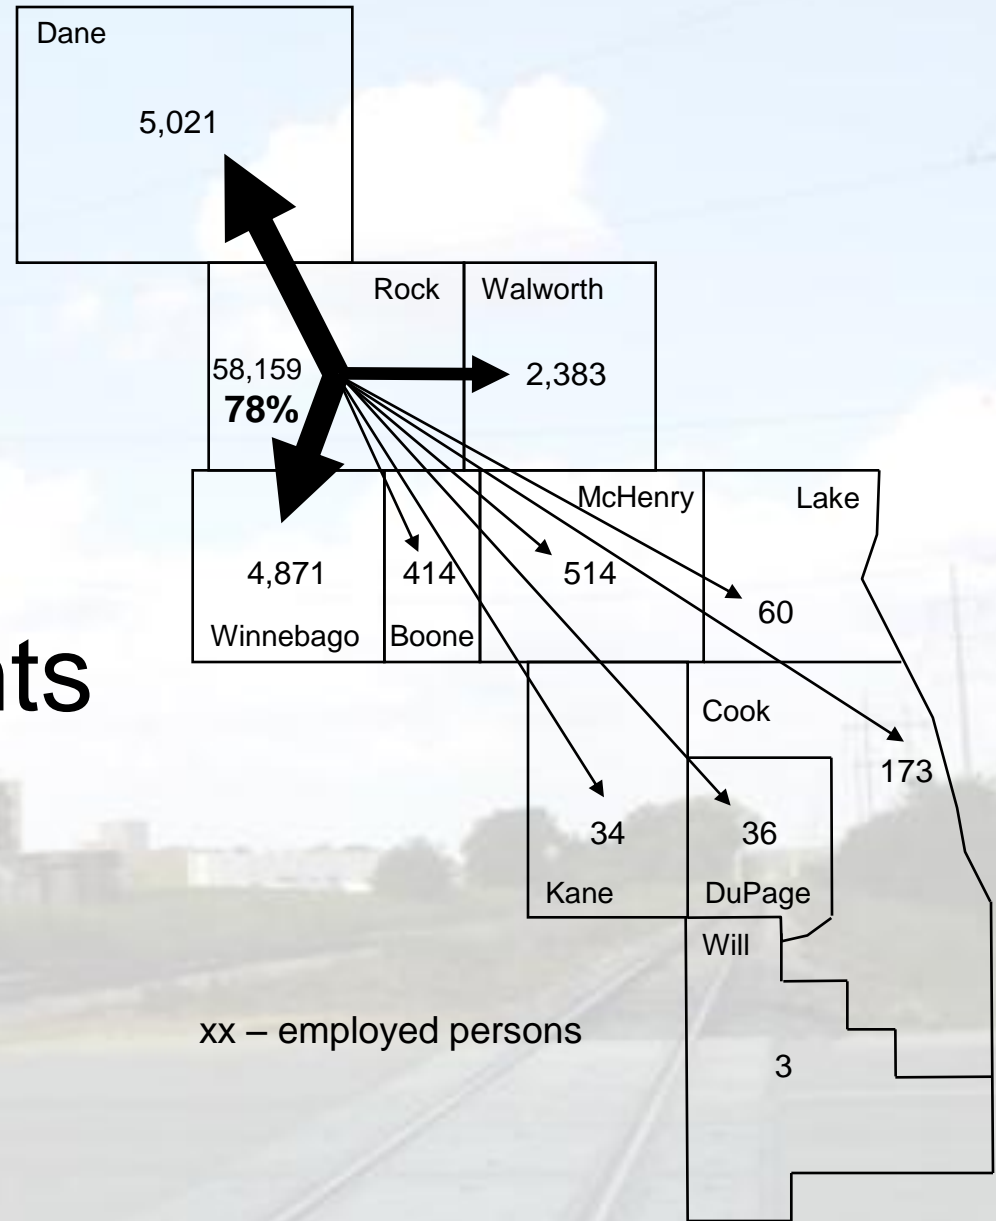 Dane
5,021
Rock
Walworth
58,159
78%
2,383
McHenry
Lake
4,871
414
514
60
Winnebago
Boone
nts
Cook
173
34
36
Kane
DuPage
Will
xx – employed persons
3